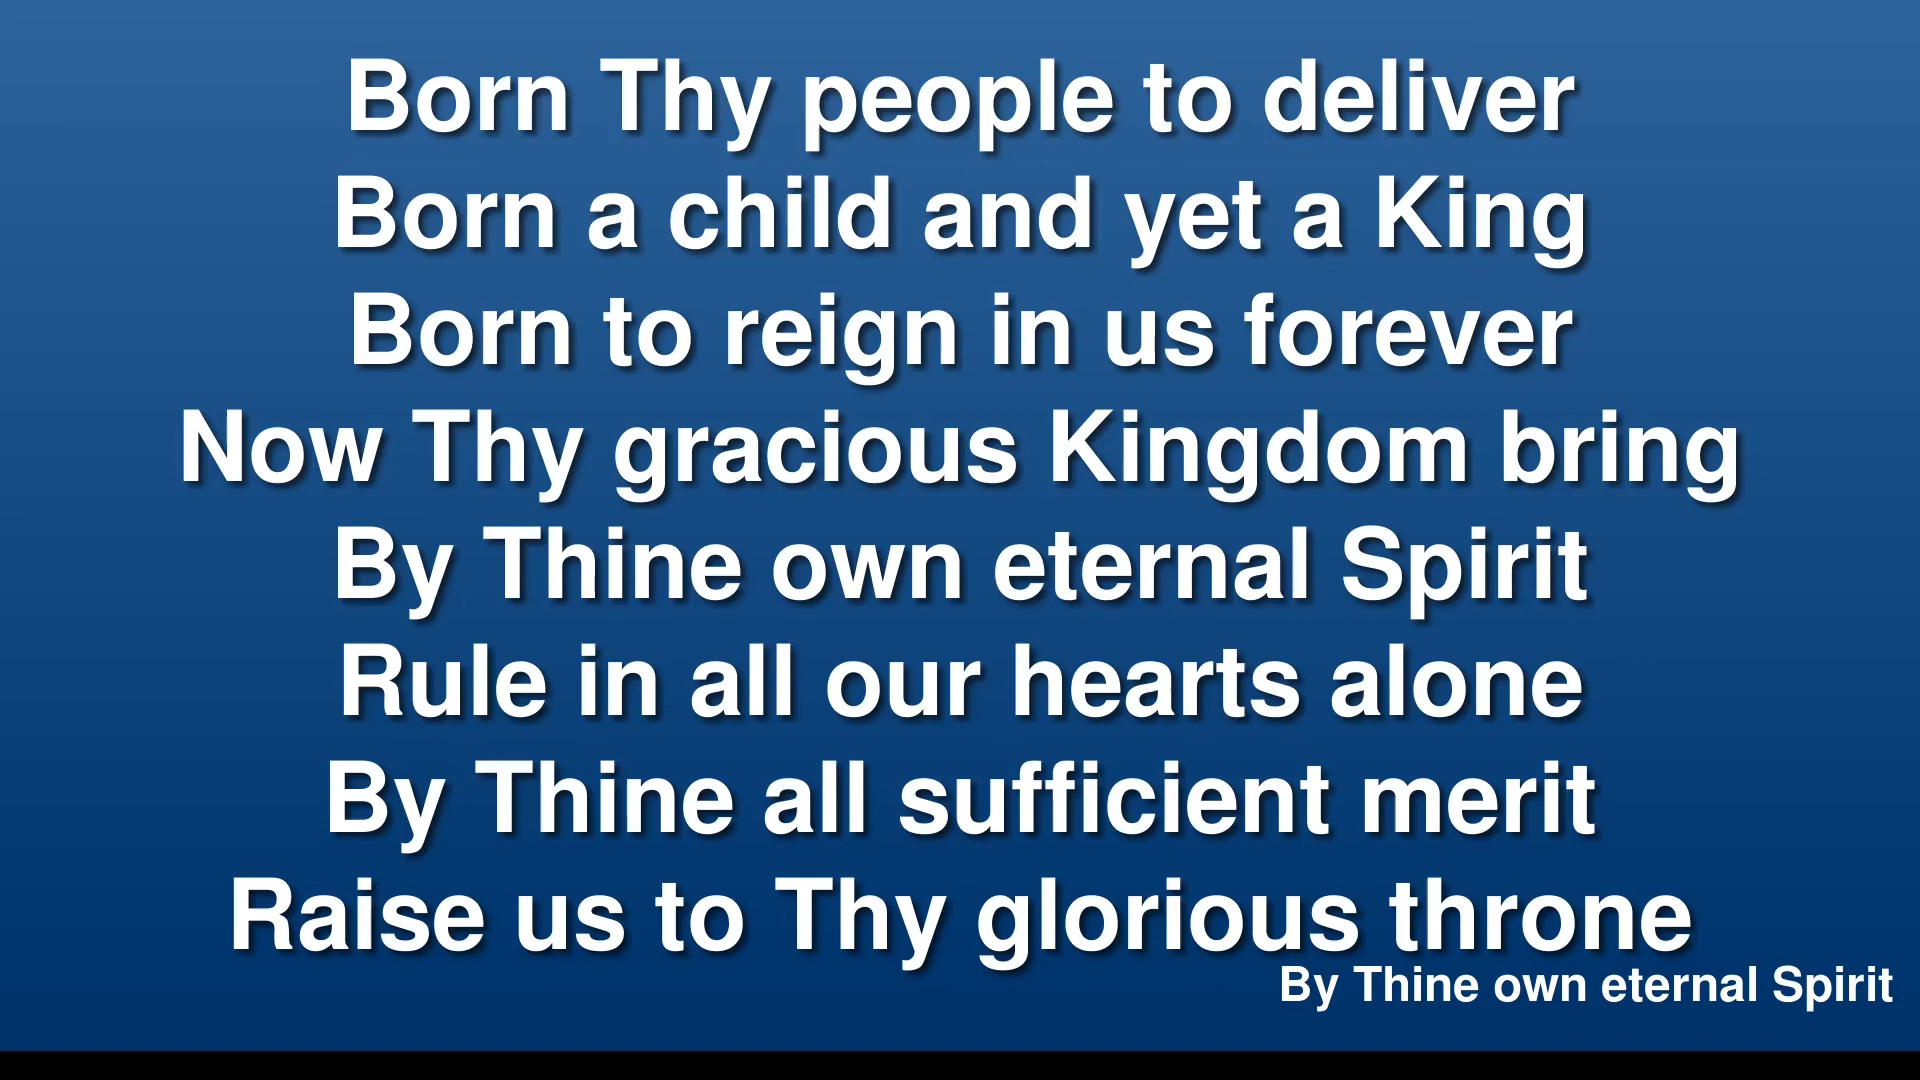 Born Thy people to deliver
Born a child and yet a King
Born to reign in us forever
Now Thy gracious Kingdom bring
By Thine own eternal Spirit
Rule in all our hearts alone
By Thine all sufficient merit
Raise us to Thy glorious throne
By Thine own eternal Spirit